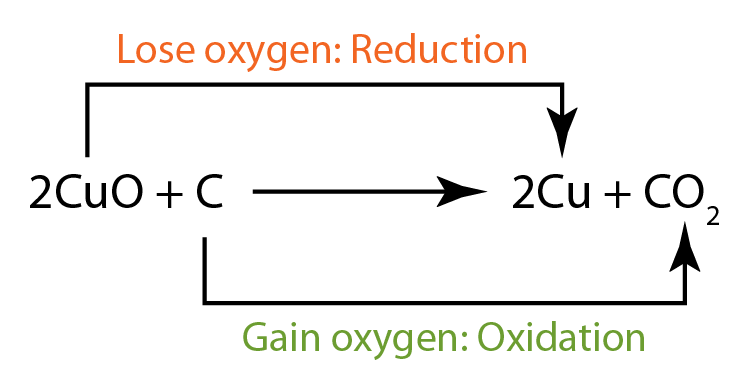 Lose oxygen: Reduction
2CuO + C → 2Cu + CO₂
Gain oxygen: Oxidation